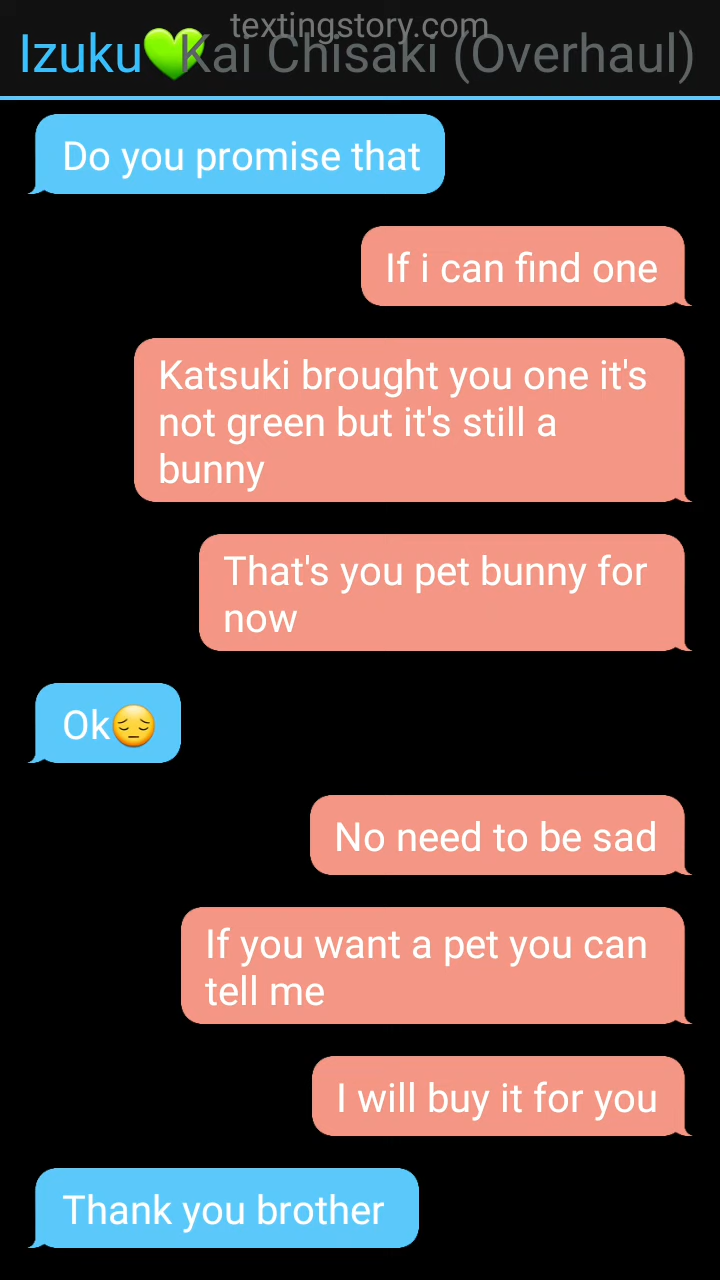 textingstory.com
Izuku💚Kai Chisaki (Overhaul)
Do you promise that
If i can find one
Katsuki brought you one it's
not green but it's still a
bunny
That's you pet bunny for
now
Ok😔
No need to be sad
If you want a pet you can
tell me
I will buy it for you
Thank you brother